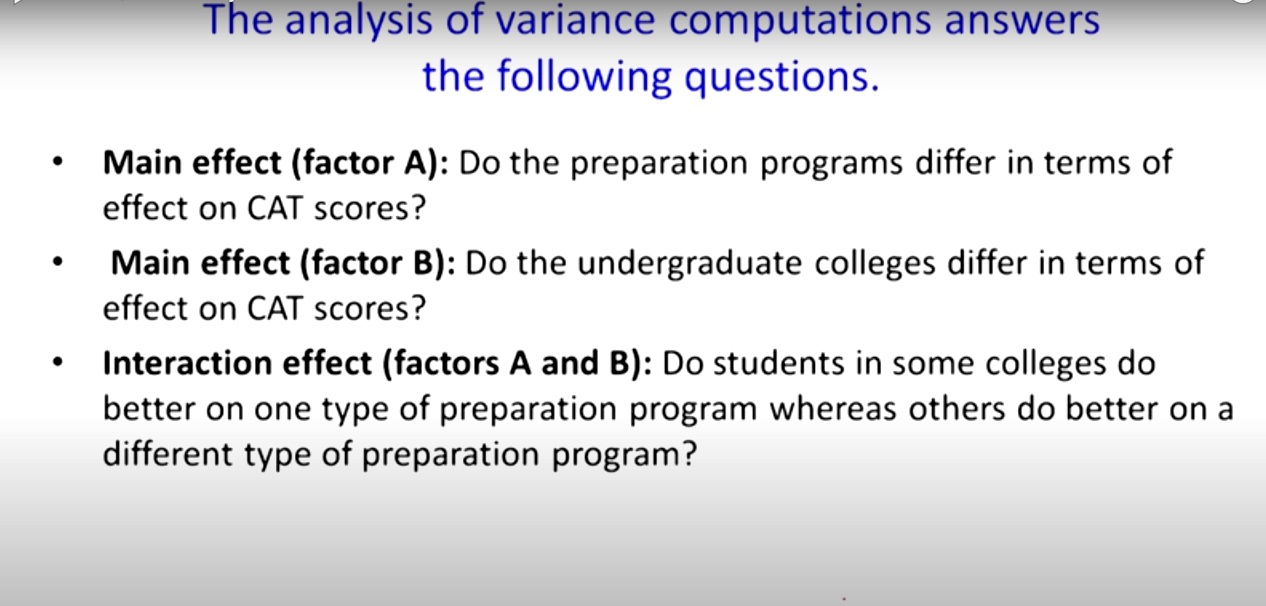 The analysis of variance computations answers
the following questions.
• Main effect (factor A): Do the preparation programs differ in terms of
effect on CAT scores?
• Main effect (factor B): Do the undergraduate colleges differ in terms of
effect on CAT scores?
• Interaction effect (factors A and B): Do students in some colleges do
better on one type of preparation program whereas others do better on a
different type of preparation program?